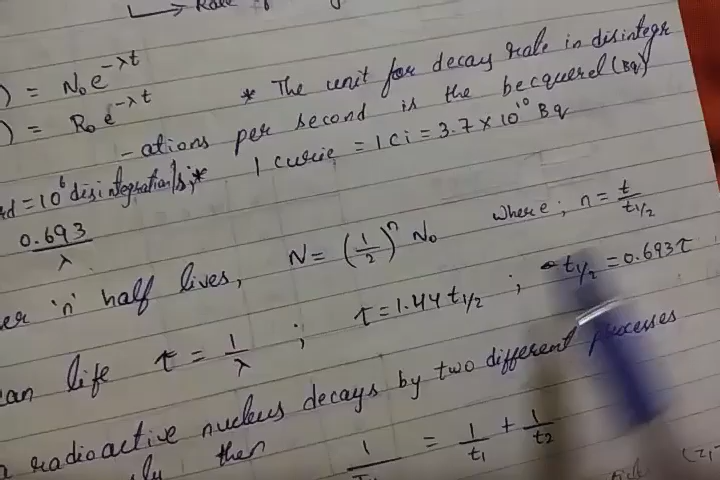 Rate
) = N₀e^-λt
) = R₀e^-λt
* The unit for decay rate in disintegr
-ations per second is the becquerel (Bq)
d = 10⁶ disintegration/s;* 1 curie = 1 Ci = 3.7 × 10¹⁰ Bq
0.693/λ
er 'n' half lives, N = (1/2)ⁿ N₀ where; n = t/t½
an life τ = 1/λ ; τ = 1.44 t½ ; t½ = 0.693τ
a radioactive nucleus decays by two different processes
ly then 1/ = 1/t₁ + 1/t₂